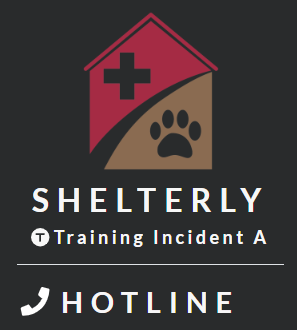 SHELTERLY
T Training Incident A
HOTLINE